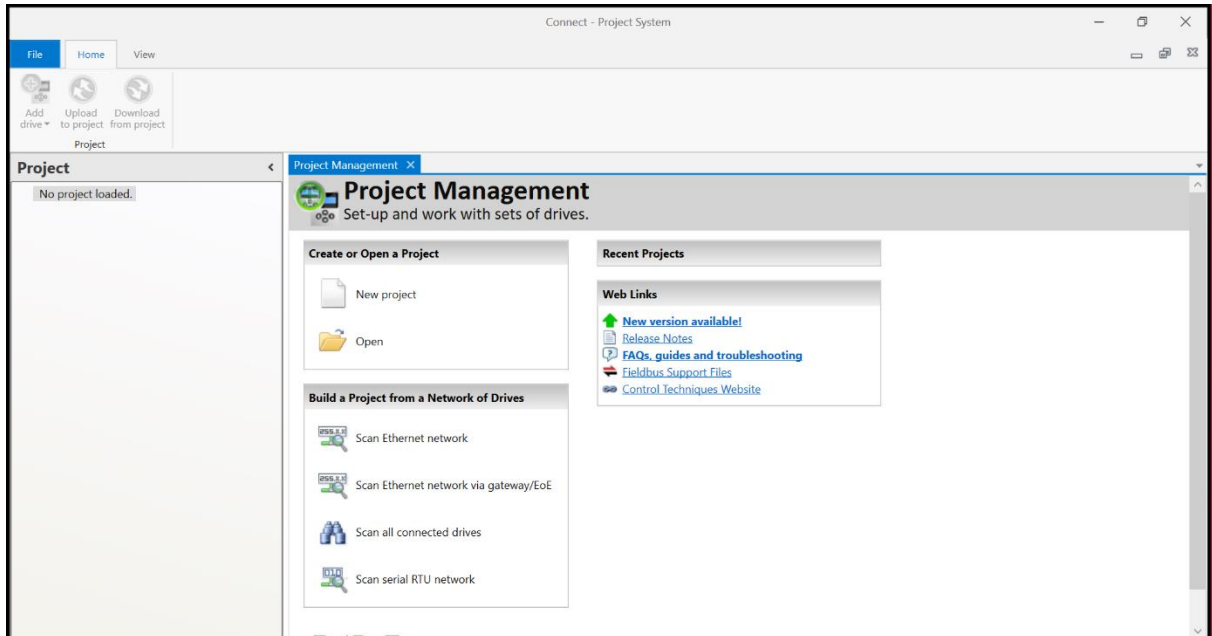 Connect - Project System
File Home View
Add drive
Upload to project
Download from project
Project
Project
No project loaded.
Project Management
Project Management
Set-up and work with sets of drives.
Create or Open a Project
New project
Open
Build a Project from a Network of Drives
Scan Ethernet network
Scan Ethernet network via gateway/EoE
Scan all connected drives
Scan serial RTU network
Recent Projects
Web Links
New version available!
Release Notes
FAQs, guides and troubleshooting
Fieldbus Support Files
Control Techniques Website